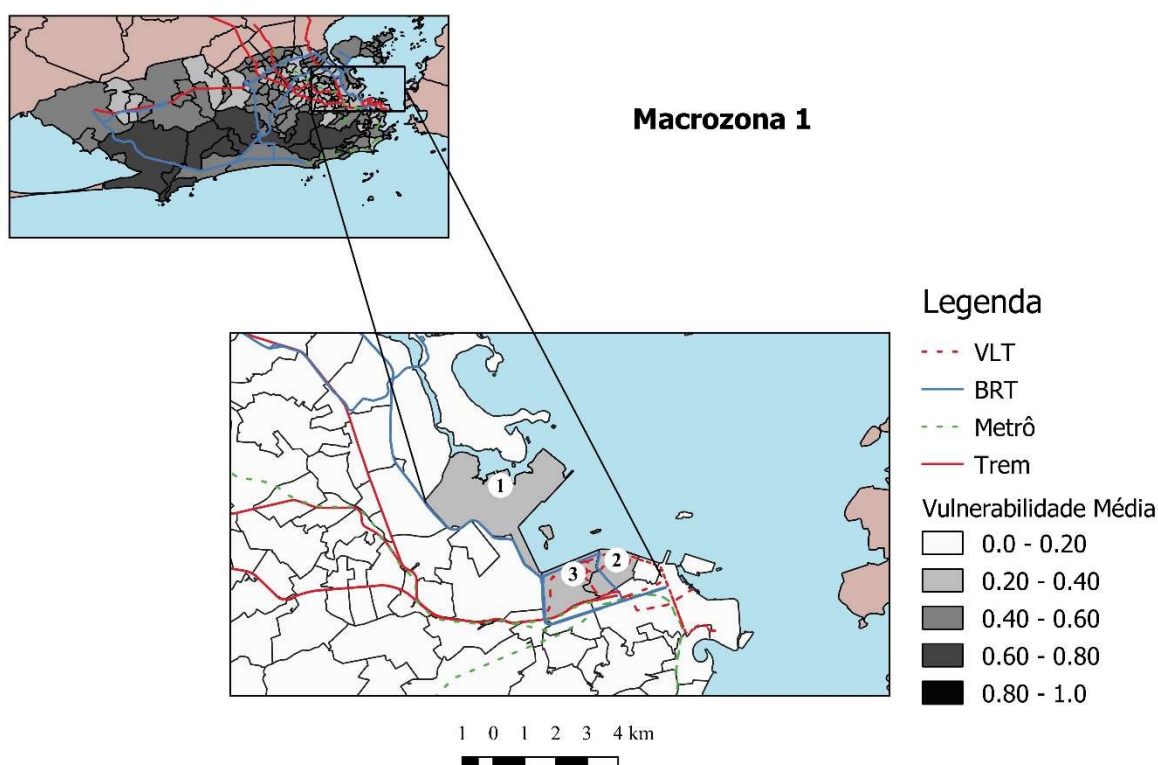 Macrozona 1
Legenda
VLT
BRT
Metrô
Trem
Vulnerabilidade Média
0.0 - 0.20
0.20 - 0.40
0.40 - 0.60
0.60 - 0.80
0.80 - 1.0
1
2
3
1 0 1 2 3 4 km